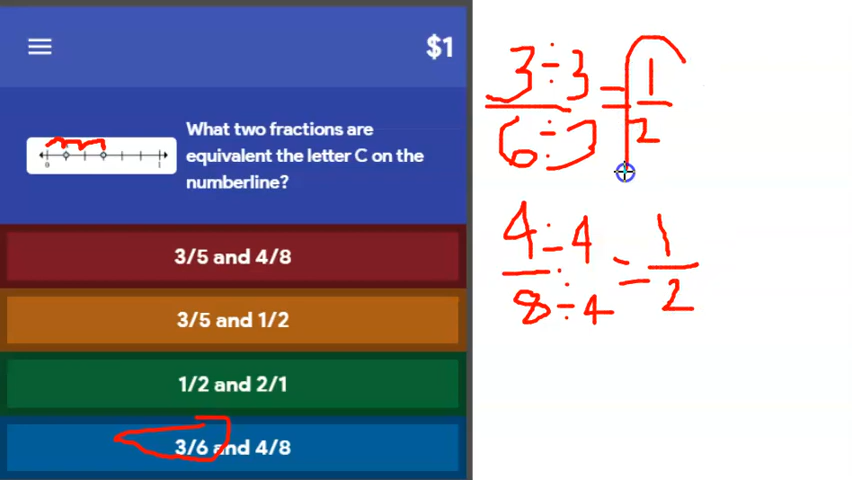 $1
What two fractions are
equivalent the letter C on the
numberline?
0 1
3/5 and 4/8
3/5 and 1/2
1/2 and 2/1
3/6 and 4/8
3 ÷ 3 = 1
6 ÷ 3 2
4 ÷ 4 = 1
8 ÷ 4 2